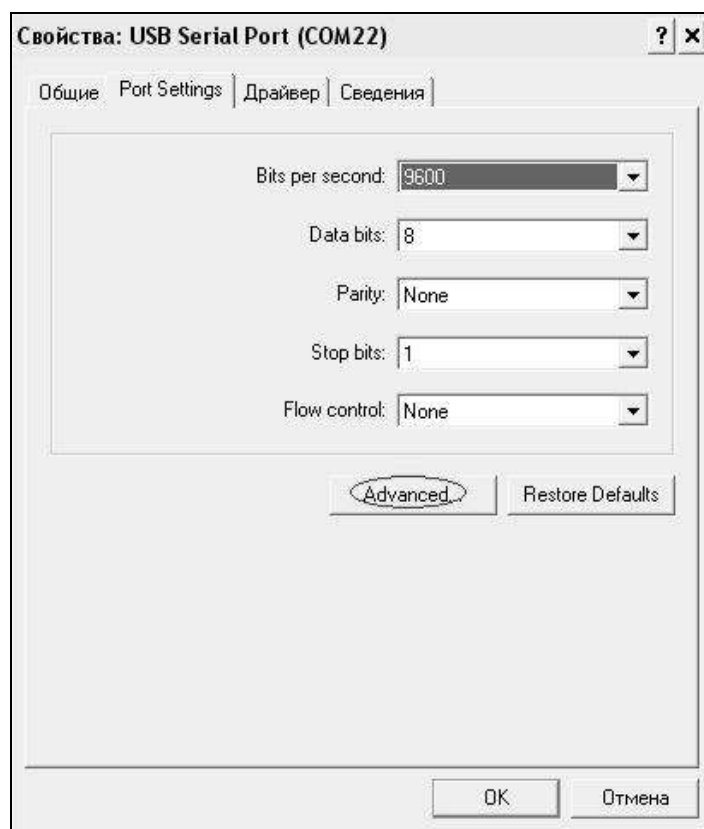 Свойства: USB Serial Port (COM22) ? ×
Общие Port Settings Драйвер Сведения
Bits per second: 9600
Data bits: 8
Parity: None
Stop bits: 1
Flow control: None
Advanced... Restore Defaults
OK Отмена